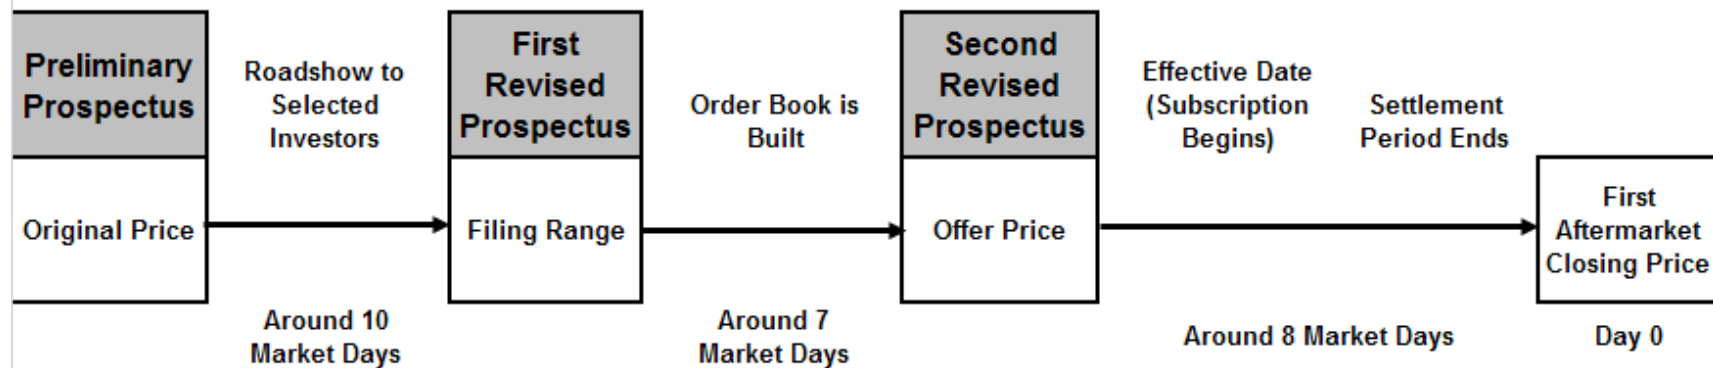 Preliminary
Prospectus
Original Price
Roadshow to
Selected
Investors
Around 10
Market Days
First
Revised
Prospectus
Filing Range
Order Book is
Built
Around 7
Market Days
Second
Revised
Prospectus
Offer Price
Effective Date
(Subscription
Begins)
Settlement
Period Ends
Around 8 Market Days
First
Aftermarket
Closing Price
Day 0